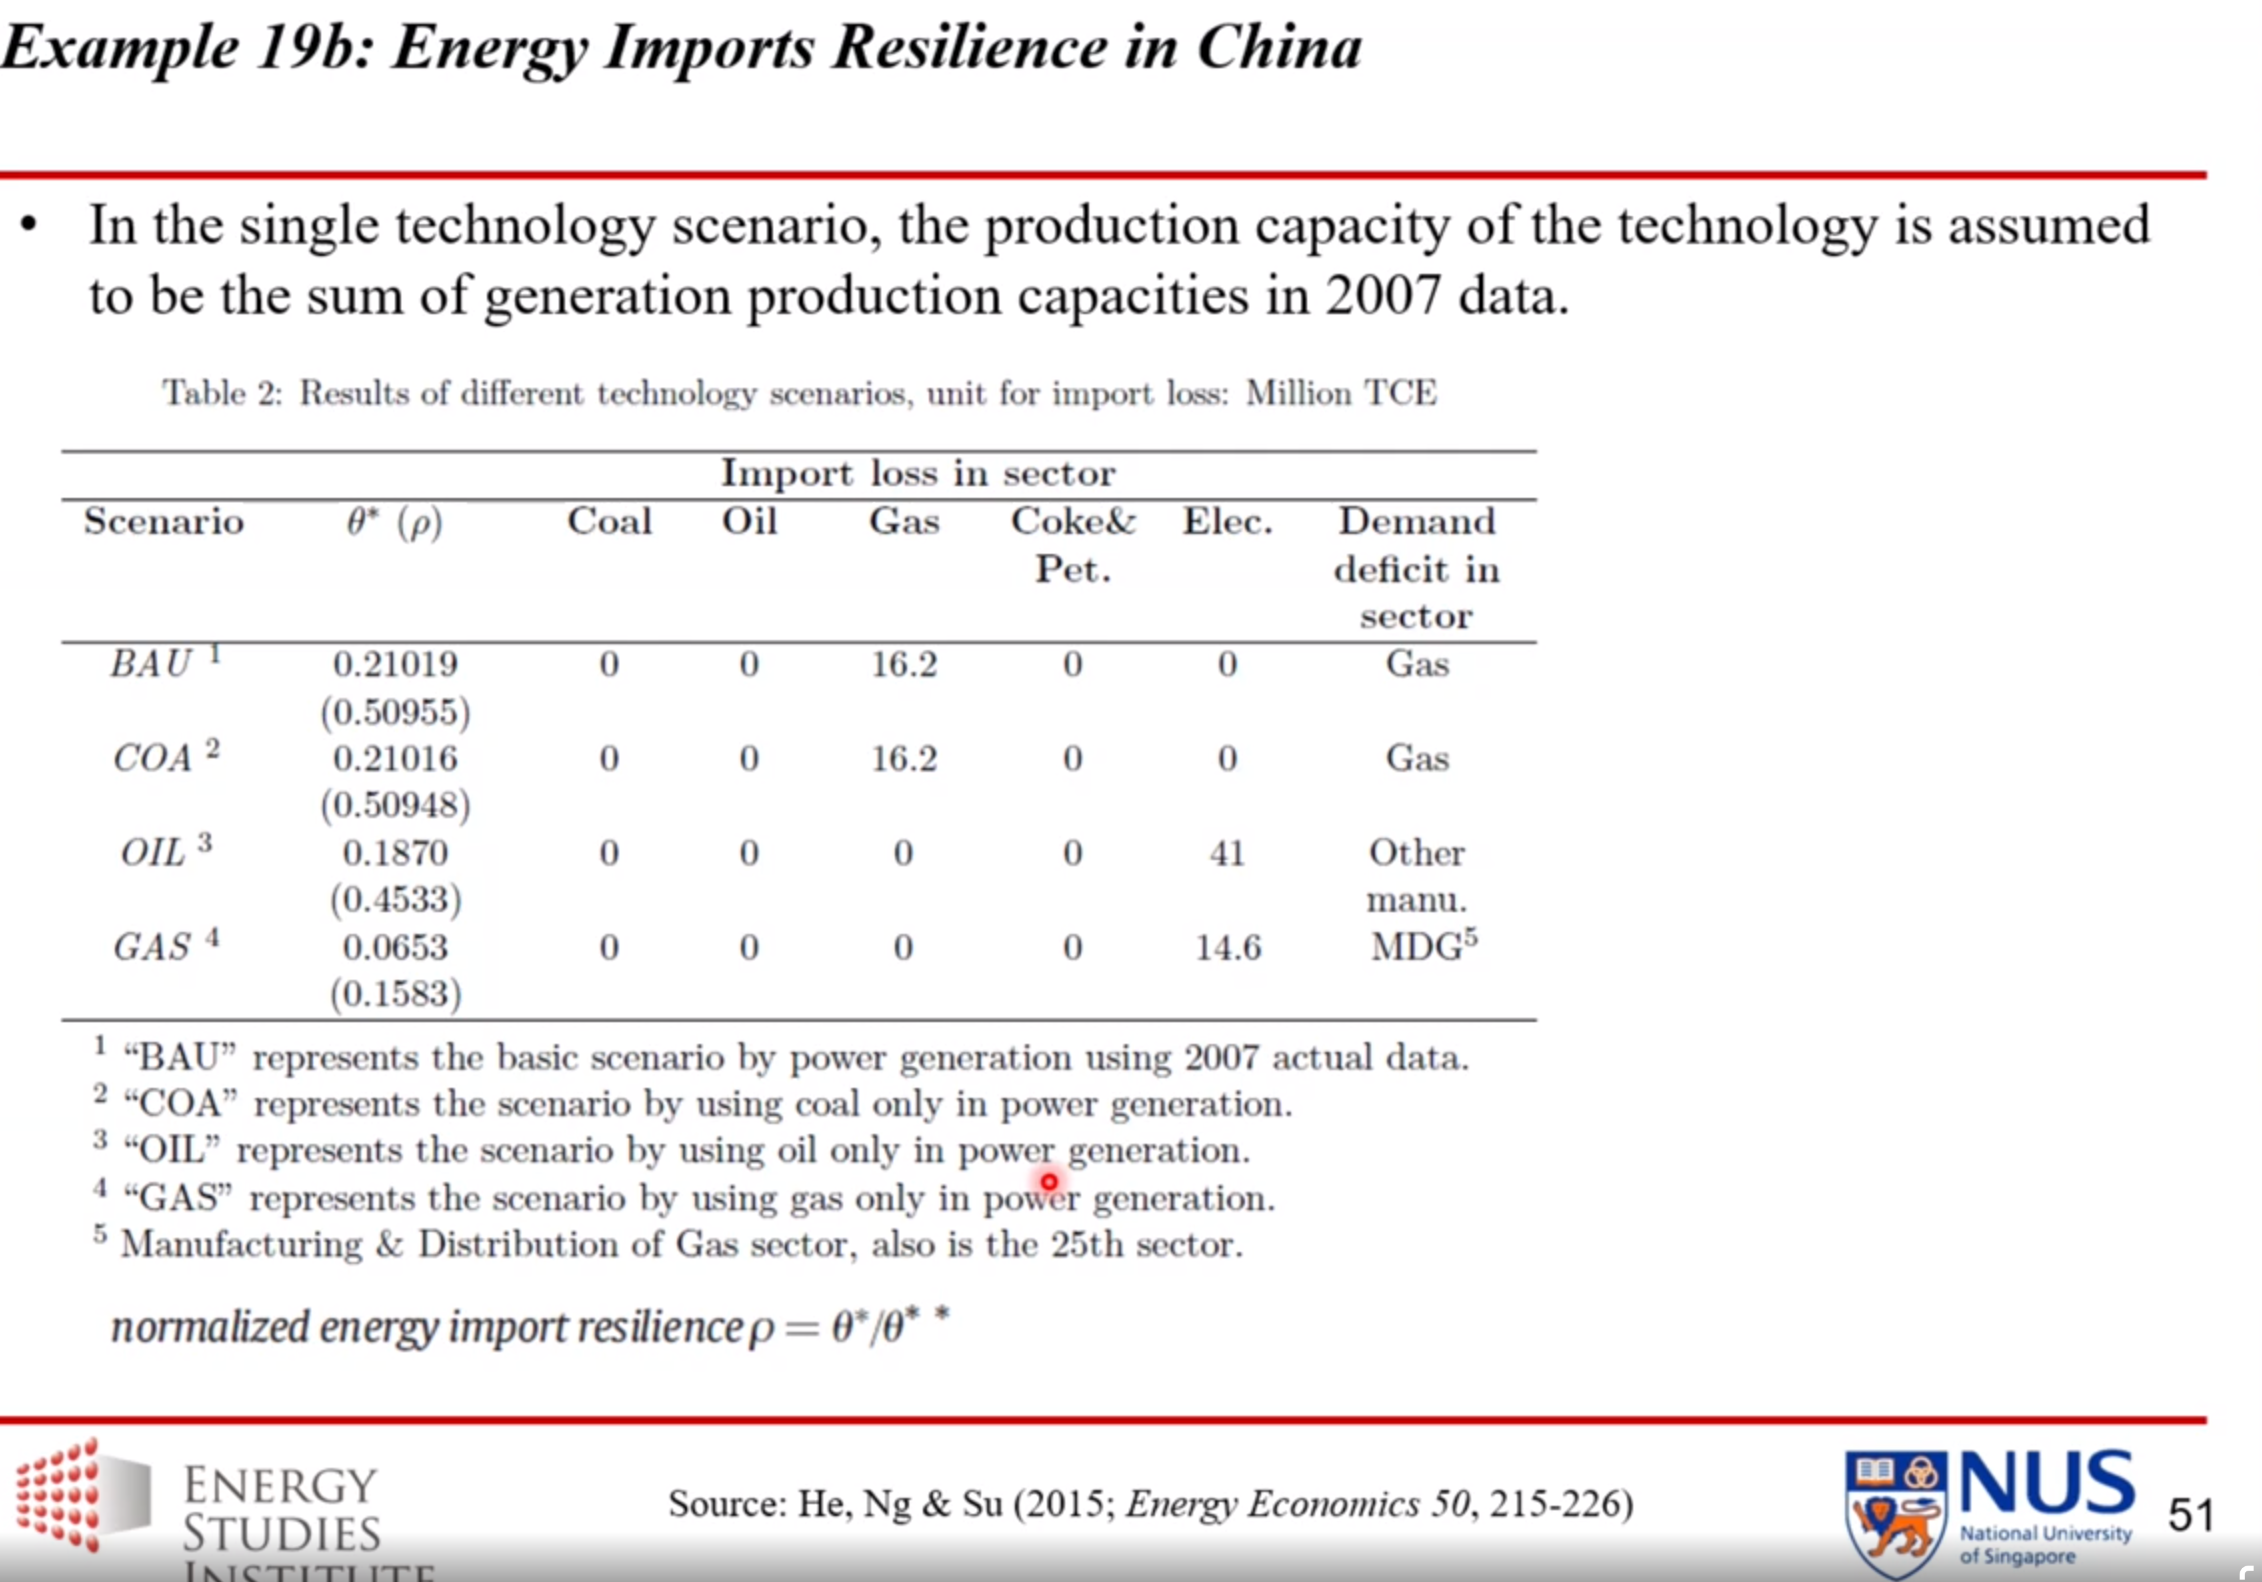 Example 19b: Energy Imports Resilience in China
• In the single technology scenario, the production capacity of the technology is assumed
to be the sum of generation production capacities in 2007 data.
Table 2: Results of different technology scenarios, unit for import loss: Million TCE
Import loss in sector
Scenario θ* (ρ) Coal Oil Gas Coke& Elec. Demand
Pet. deficit in
sector
BAU 1 0.21019 0 0 16.2 0 0 Gas
(0.50955)
COA 2 0.21016 0 0 16.2 0 0 Gas
(0.50948)
OIL 3 0.1870 0 0 0 0 41 Other
(0.4533) manu.
GAS 4 0.0653 0 0 0 0 14.6 MDG5
(0.1583)
1 “BAU” represents the basic scenario by power generation using 2007 actual data.
2 “COA” represents the scenario by using coal only in power generation.
3 “OIL” represents the scenario by using oil only in power generation.
4 “GAS” represents the scenario by using gas only in power generation.
5 Manufacturing & Distribution of Gas sector, also is the 25th sector.
normalized energy import resilience ρ = θ*/θ* *
ENERGY
STUDIES
INSTITUTE
Source: He, Ng & Su (2015; Energy Economics 50, 215-226)
NUS
National University
of Singapore
51